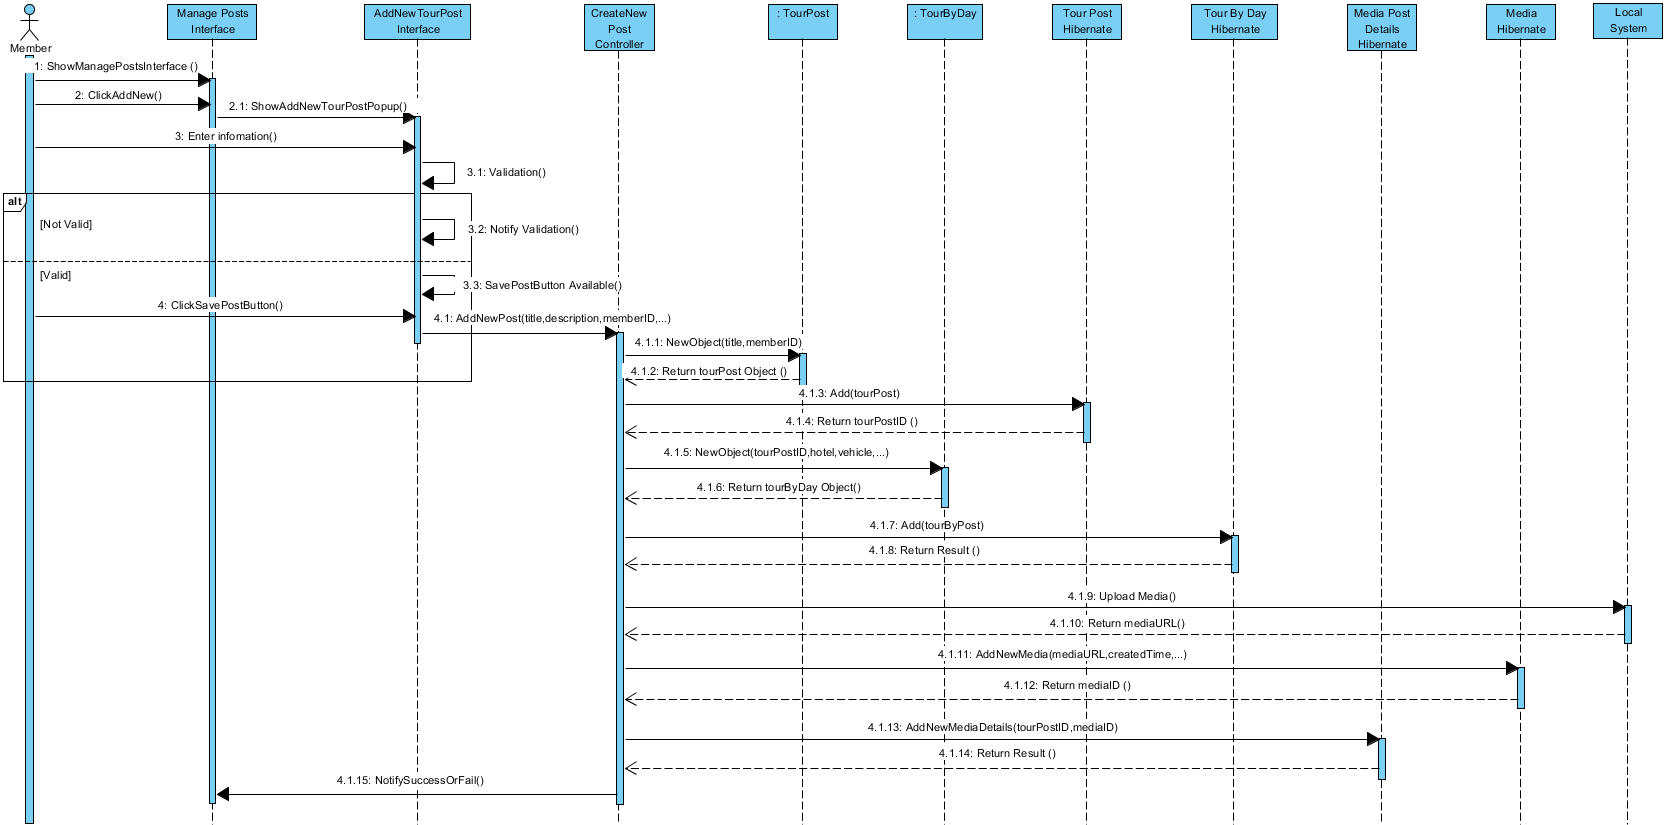 Member
Manage Posts
Interface
AddNewTourPost
Interface
CreateNew
Post
Controller
: TourPost
: TourByDay
Tour Post
Hibernate
Tour By Day
Hibernate
Media Post
Details
Hibernate
Media
Hibernate
Local
System
1: ShowManagePostsInterface ()
2: ClickAddNew()
2.1: ShowAddNewTourPostPopup()
3: Enter infomation()
3.1: Validation()
alt
[Not Valid]
3.2: Notify Validation()
[Valid]
3.3: SavePostButton Available()
4: ClickSavePostButton()
4.1: AddNewPost(title,description,memberID,...)
4.1.1: NewObject(title,memberID)
4.1.2: Return tourPost Object ()
4.1.3: Add(tourPost)
4.1.4: Return tourPostID ()
4.1.5: NewObject(tourPostID,hotel,vehicle,...)
4.1.6: Return tourByDay Object()
4.1.7: Add(tourByPost)
4.1.8: Return Result ()
4.1.9: Upload Media()
4.1.10: Return mediaURL()
4.1.11: AddNewMedia(mediaURL,createdTime,...)
4.1.12: Return mediaID ()
4.1.13: AddNewMediaDetails(tourPostID,mediaID)
4.1.14: Return Result ()
4.1.15: NotifySuccessOrFail()